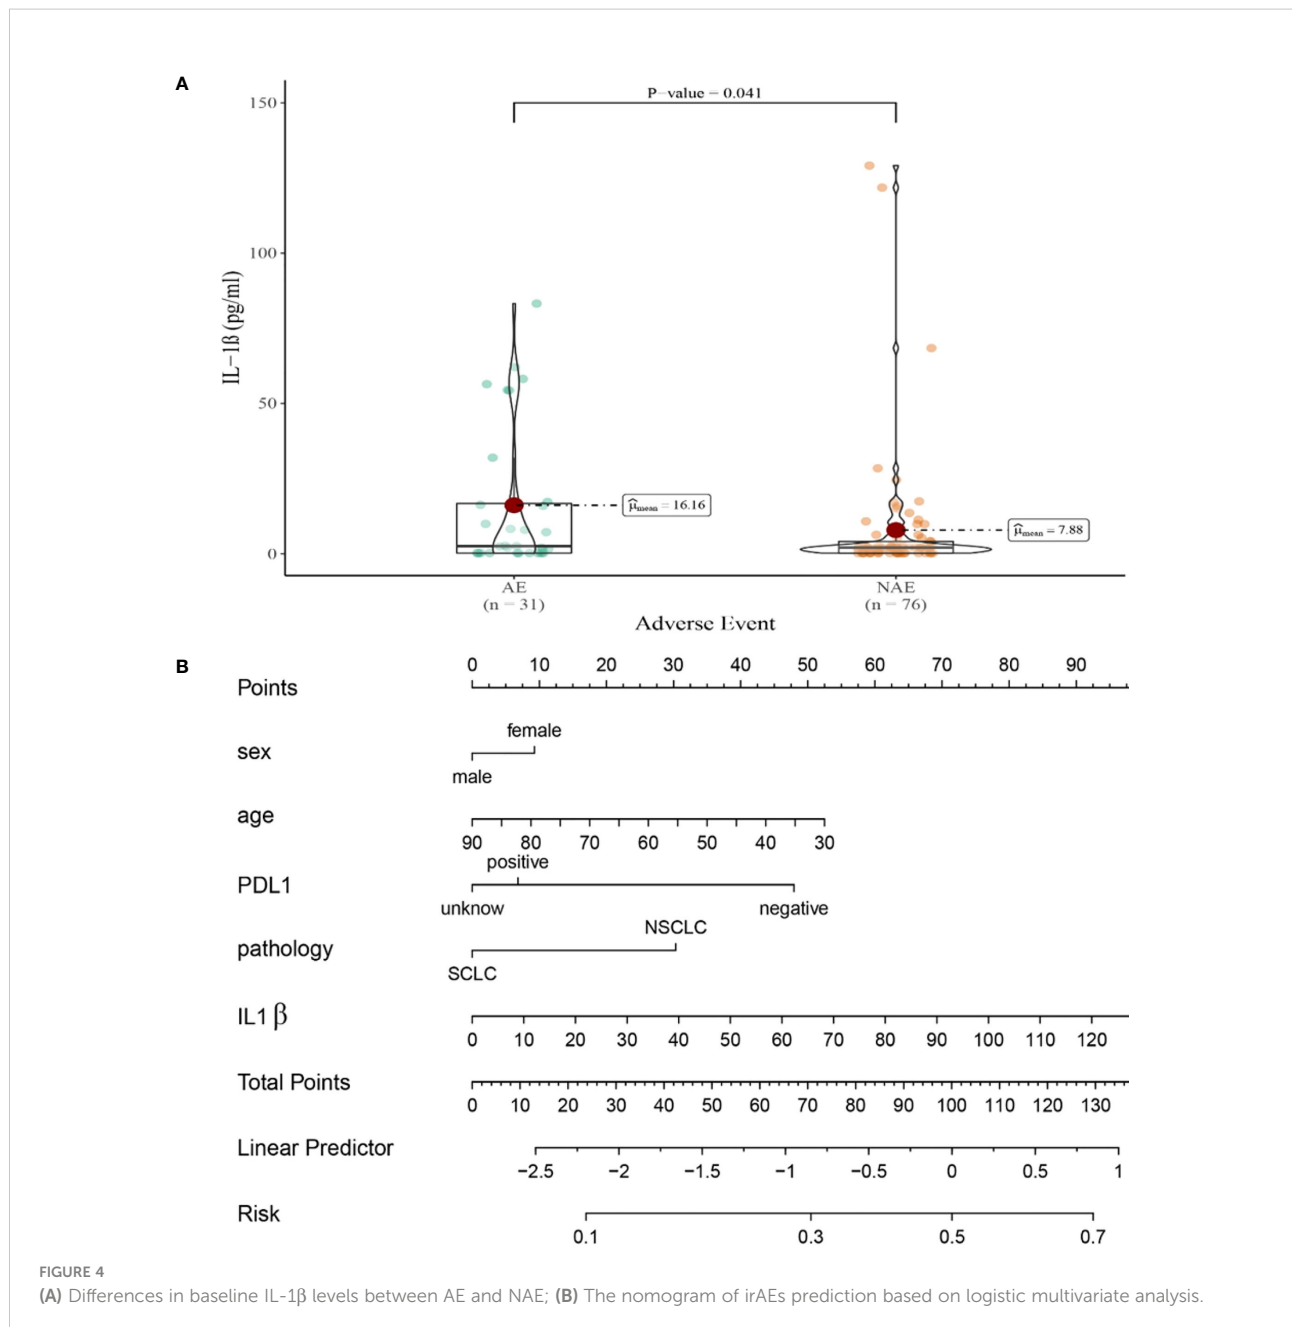 A
P-value = 0.041
150
100
50
0
IL-1ß (pg/ml)
μ̂mean = 16.16
μ̂mean = 7.88
AE
(n = 31)
NAE
(n = 76)
Adverse Event
B
0 10 20 30 40 50 60 70 80 90
Points
female
sex
male
age
90 80 70 60 50 40 30
positive
PDL1
unknow negative
NSCLC
pathology
SCLC
IL1 β
0 10 20 30 40 50 60 70 80 90 100 110 120
Total Points
0 10 20 30 40 50 60 70 80 90 100 110 120 130
Linear Predictor
−2.5 −2 −1.5 −1 −0.5 0 0.5 1
Risk
0.1 0.3 0.5 0.7
FIGURE 4
(A) Differences in baseline IL-1β levels between AE and NAE; (B) The nomogram of irAEs prediction based on logistic multivariate analysis.